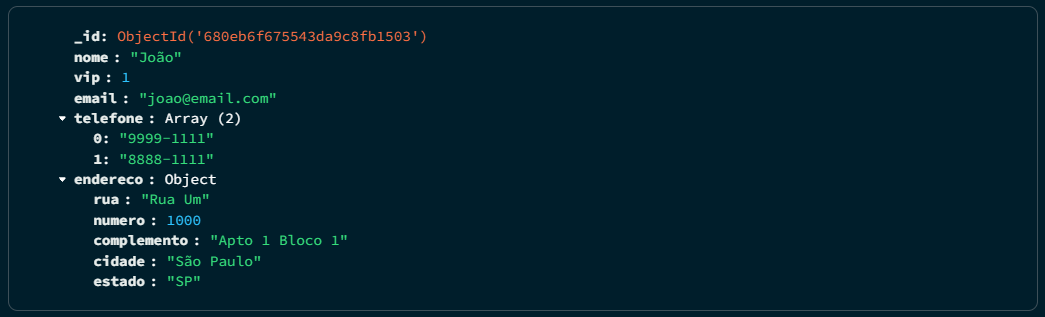 _id: ObjectId('680eb6f675543da9c8fb1503')
nome : "João"
vip : 1
email : "joao@email.com"
telefone : Array (2)
0: "9999-1111"
1: "8888-1111"
endereco : Object
rua : "Rua Um"
numero : 1000
complemento : "Apto 1 Bloco 1"
cidade : "São Paulo"
estado : "SP"